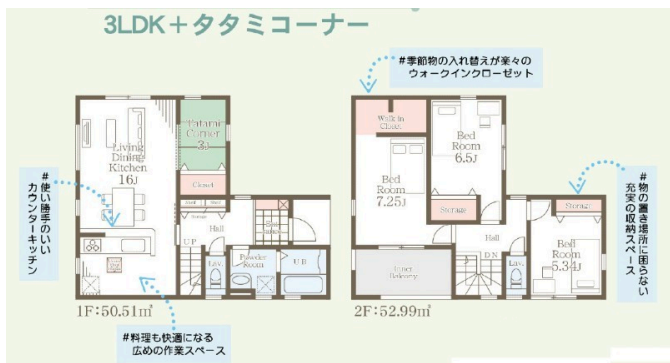 3LDK＋タタミコーナー
#季節物の入れ替えが楽々の
ウォークインクローゼット
#使い勝手のいい
カウンターキッチン
Living
Dining
Kitchen
16J
Tatami
Corner
3J
Closet
Hall
UP
Lav.
Powder
Room
UB
1F:50.51㎡
#料理も快適になる
広めの作業スペース
Walk in
Closet
Bed
Room
6.5J
Bed
Room
7.25J
Storage
Hall
DN
Lav.
Inner
Balcony
Storage
Bed
Room
5.34J
2F:52.99㎡
#物の置き場所に困らない
充実の収納スペース